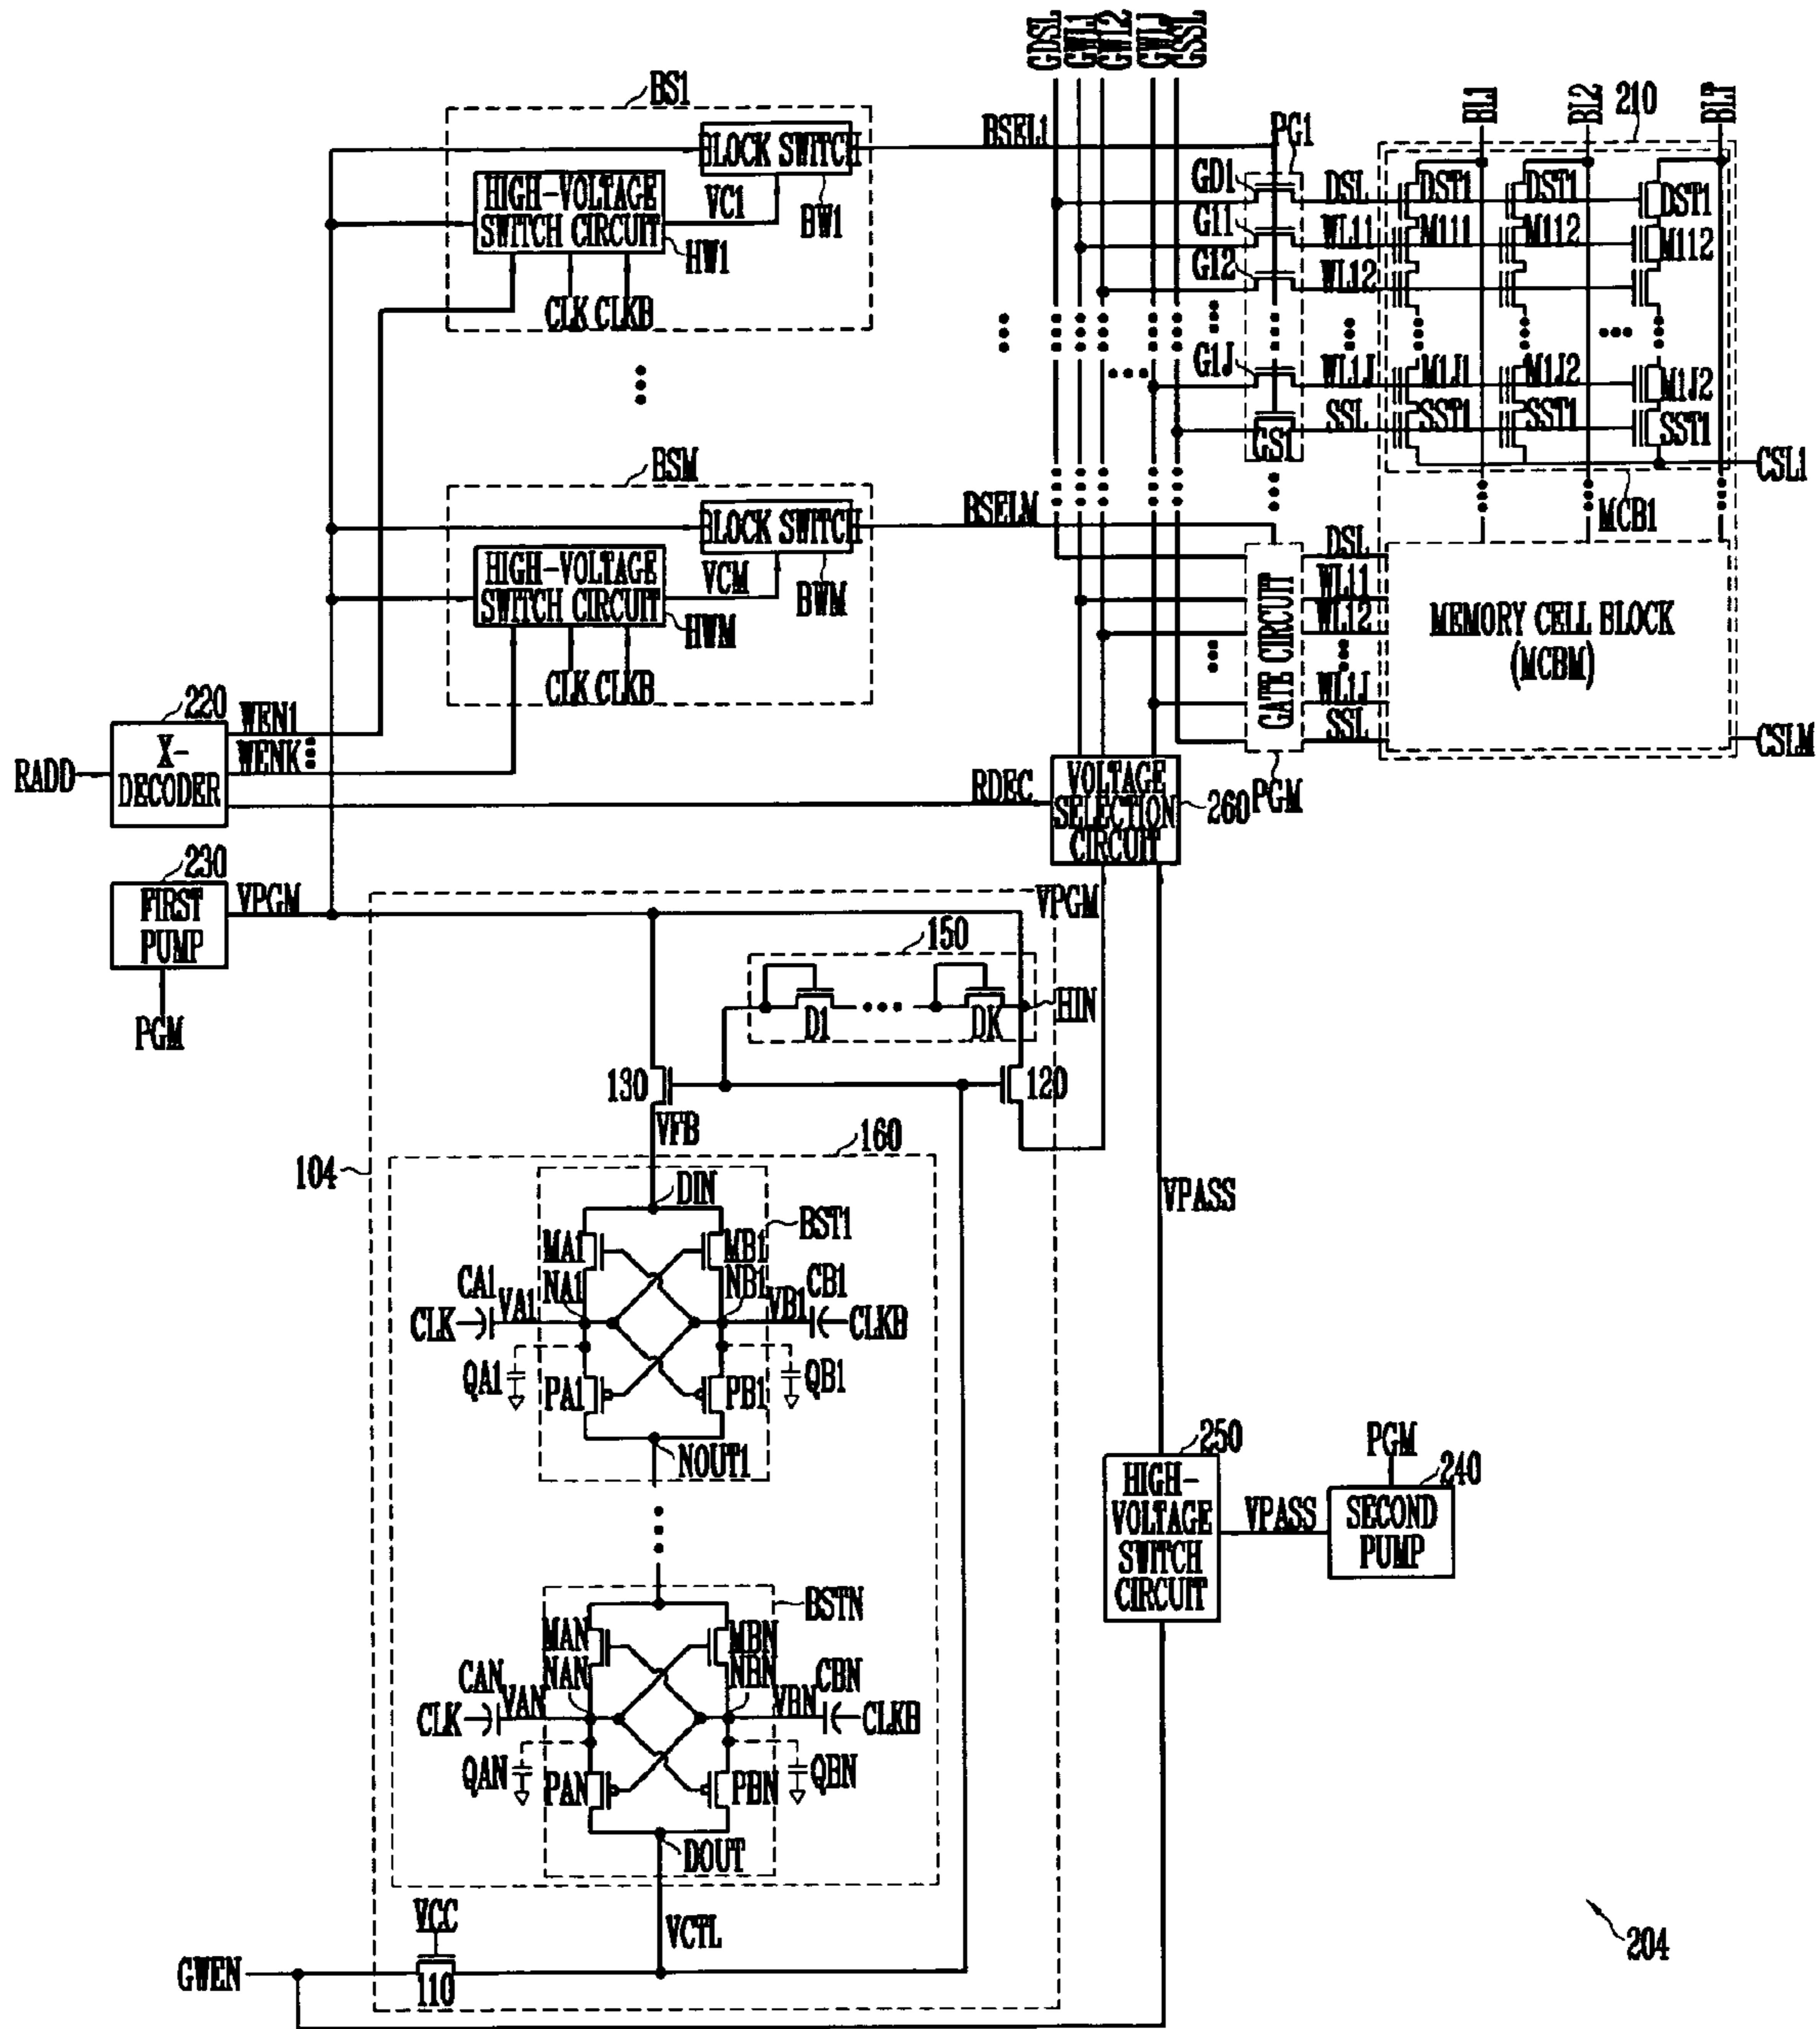 GDSL
GWL1
GWL2
GWLJ
GSSL
BS1
BLOCK SWITCH
BSEL1
HIGH-VOLTAGE
SWITCH CIRCUIT
VC1
BW1
HW1
CLK CLKB
PG1
GD1
G11
G12
G1J
GS1
DSL
WL11
WL12
WL1J
SSL
BL1
BL2
210
DST1
DST1
DST1
M111
M112
M112
M1J1
M1J2
M1J2
SST1
SST1
SST1
CSL1
MCB1
BSM
BLOCK SWITCH
BSELM
HIGH-VOLTAGE
SWITCH CIRCUIT
VCM
BWM
HWM
CLK CLKB
GATE CIRCUIT
DSL
WL11
WL12
WL1J
SSL
MEMORY CELL BLOCK
(MCBM)
CSLM
PGM
220
X-
DECODER
RADD
WEN1
WENK
RDEC
VOLTAGE
SELECTION
CIRCUIT
260
230
FIRST
PUMP
VPGM
PGM
VPGM
150
D1
DK
HIN
130
120
VFB
160
104
DIN
BST1
MA1
MB1
CA1
VA1
NA1
NB1
VB1
CB1
CLK
CLKB
QA1
PA1
PB1
QB1
NOUT1
VPASS
250
HIGH-
VOLTAGE
SWITCH
CIRCUIT
VPASS
PGM
240
SECOND
PUMP
BSTN
MAN
MBN
CAN
VAN
NAN
NBN
VBN
CBN
CLK
CLKB
QAN
PAN
PBN
QBN
DOUT
VCTL
VCC
GWEN
110
204